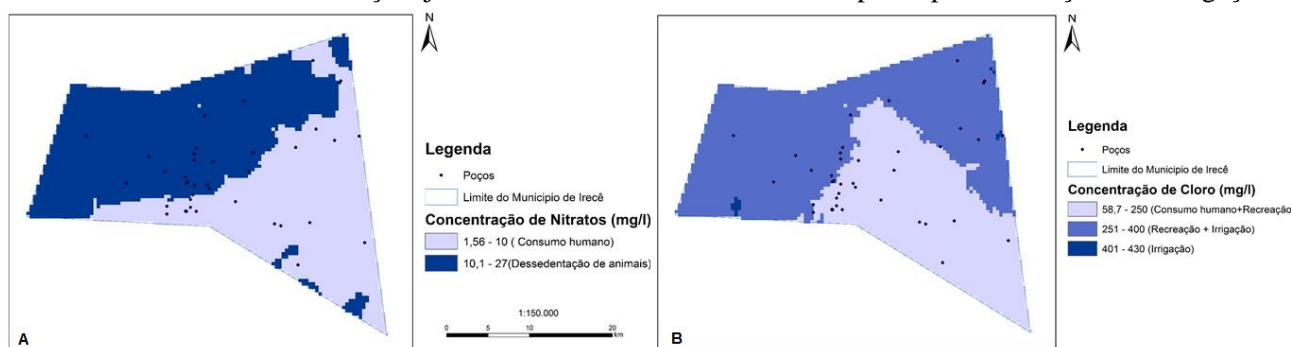 N
Legenda
Poços
Limite do Municipio de Irecê
Concentração de Nitratos (mg/l)
1,56 - 10 ( Consumo humano)
10,1 - 27(Dessedentação de animais)
1:150.000
0 5 10 20
km
A
N
Legenda
Poços
Limite do Municipio de Irecê
Concentração de Cloro (mg/l)
58,7 - 250 (Consumo humano+Recreação
251 - 400 (Recreação + Irrigação)
401 - 430 (Irrigação)
B